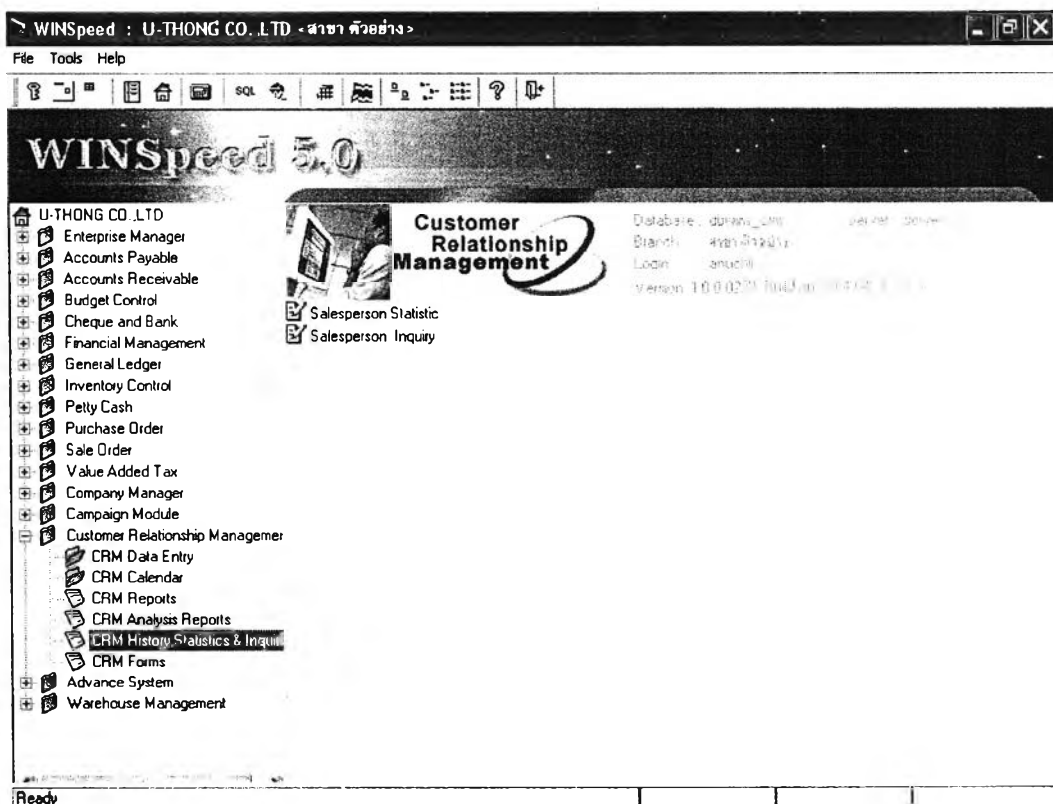 WINSpeed : U-THONG CO.,LTD <สาขา ตัวอย่าง>
File Tools Help
SQL
WINSpeed 5.0
U-THONG CO.,LTD
Enterprise Manager
Accounts Payable
Accounts Receivable
Budget Control
Cheque and Bank
Financial Management
General Ledger
Inventory Control
Petty Cash
Purchase Order
Sale Order
Value Added Tax
Company Manager
Campaign Module
Customer Relationship Managemer
CRM Data Entry
CRM Calendar
CRM Reports
CRM Analysis Reports
CRM History,Statistics & Inquir
CRM Forms
Advance System
Warehouse Management
Customer
Relationship
Management
Database
Branch
Login
Version
Salesperson Statistic
Salesperson Inquiry
Ready